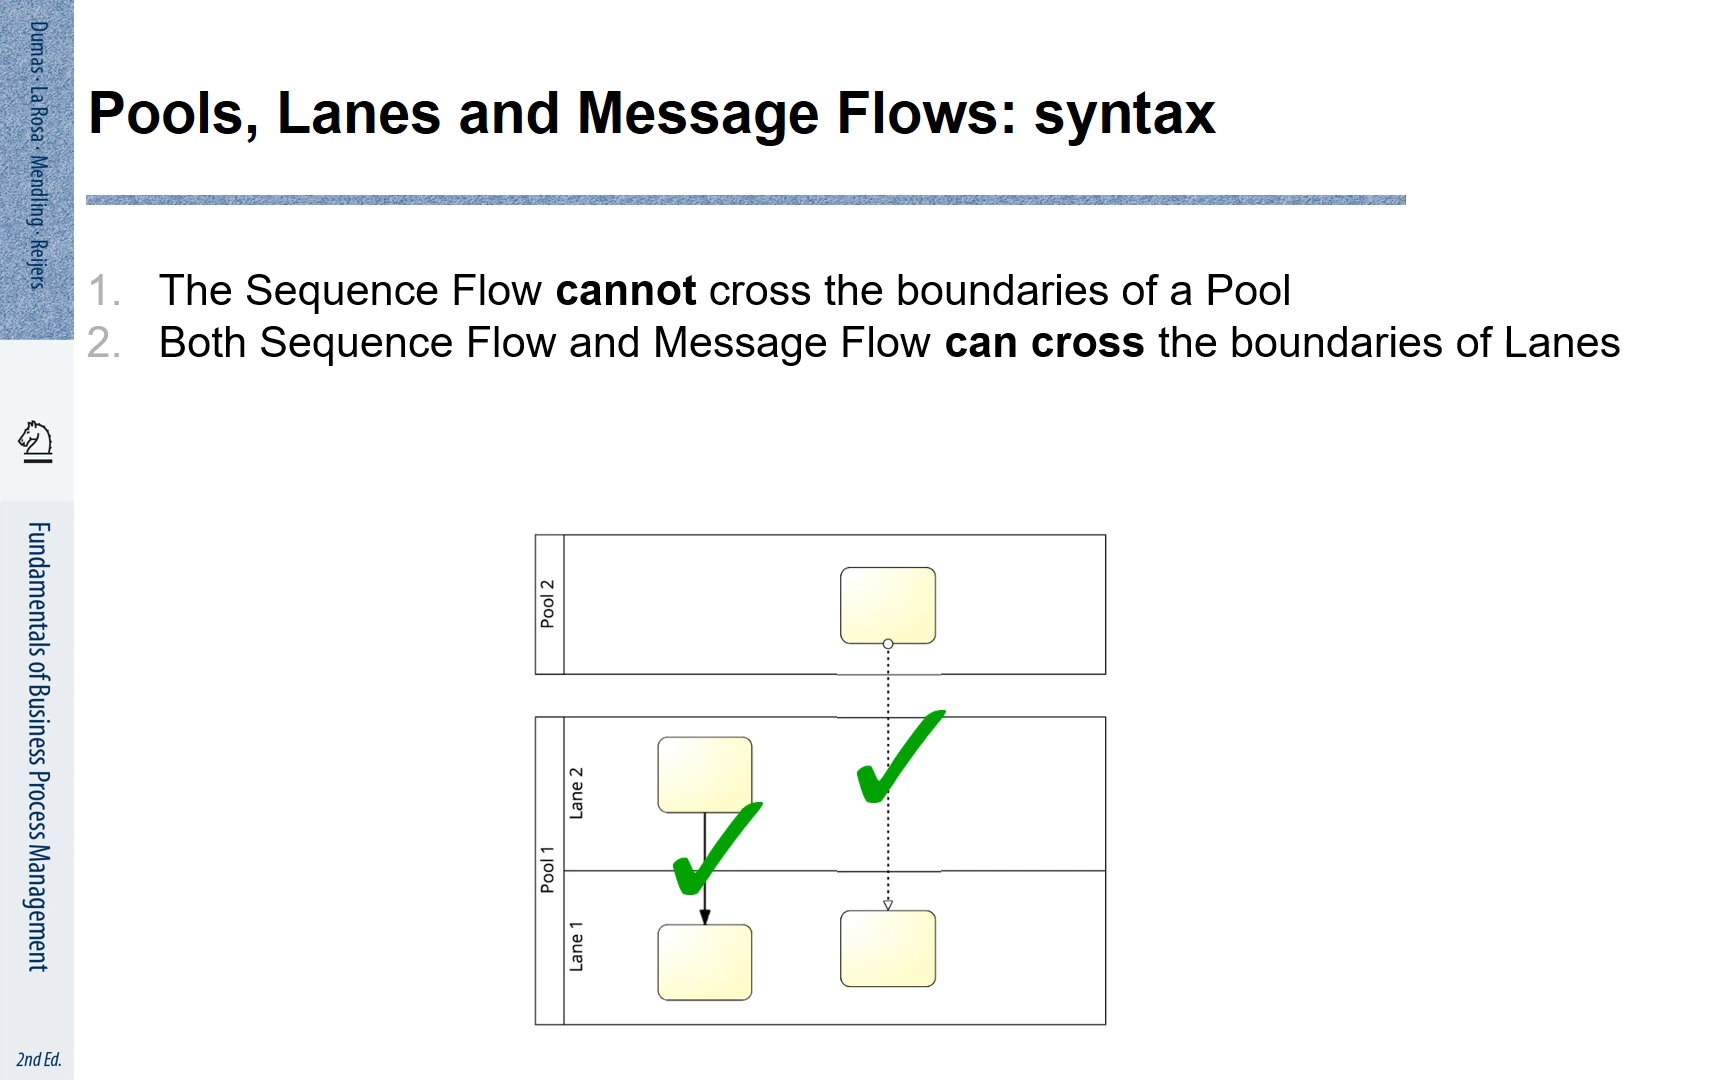 Dumas · La Rosa · Mendling · Reijers
Fundamentals of Business Process Management
2nd Ed.
Pools, Lanes and Message Flows: syntax
1. The Sequence Flow cannot cross the boundaries of a Pool
2. Both Sequence Flow and Message Flow can cross the boundaries of Lanes
Pool 2
Pool 1
Lane 2
Lane 1